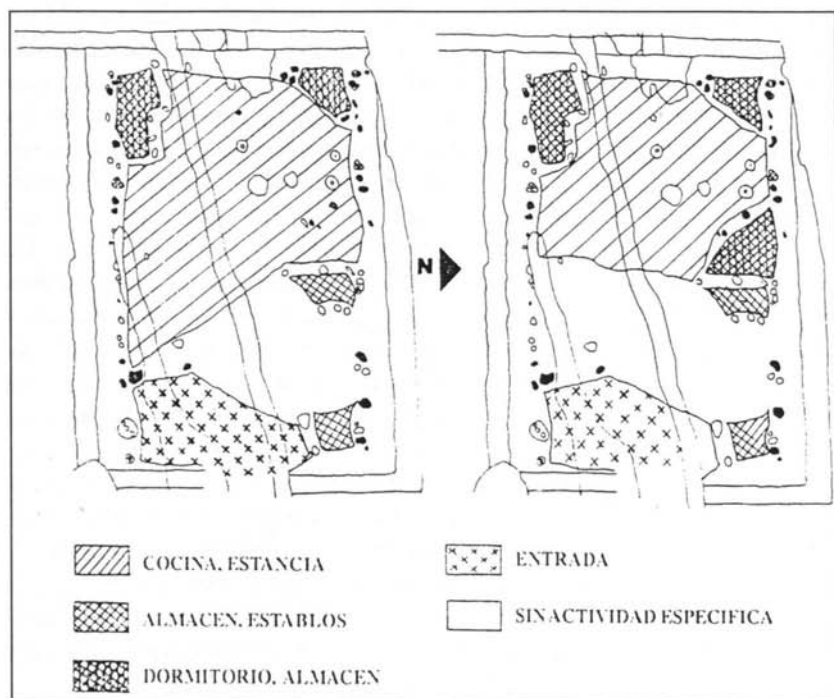 N
COCINA, ESTANCIA
ALMACEN, ESTABLOS
DORMITORIO, ALMACEN
ENTRADA
SIN ACTIVIDAD ESPECIFICA